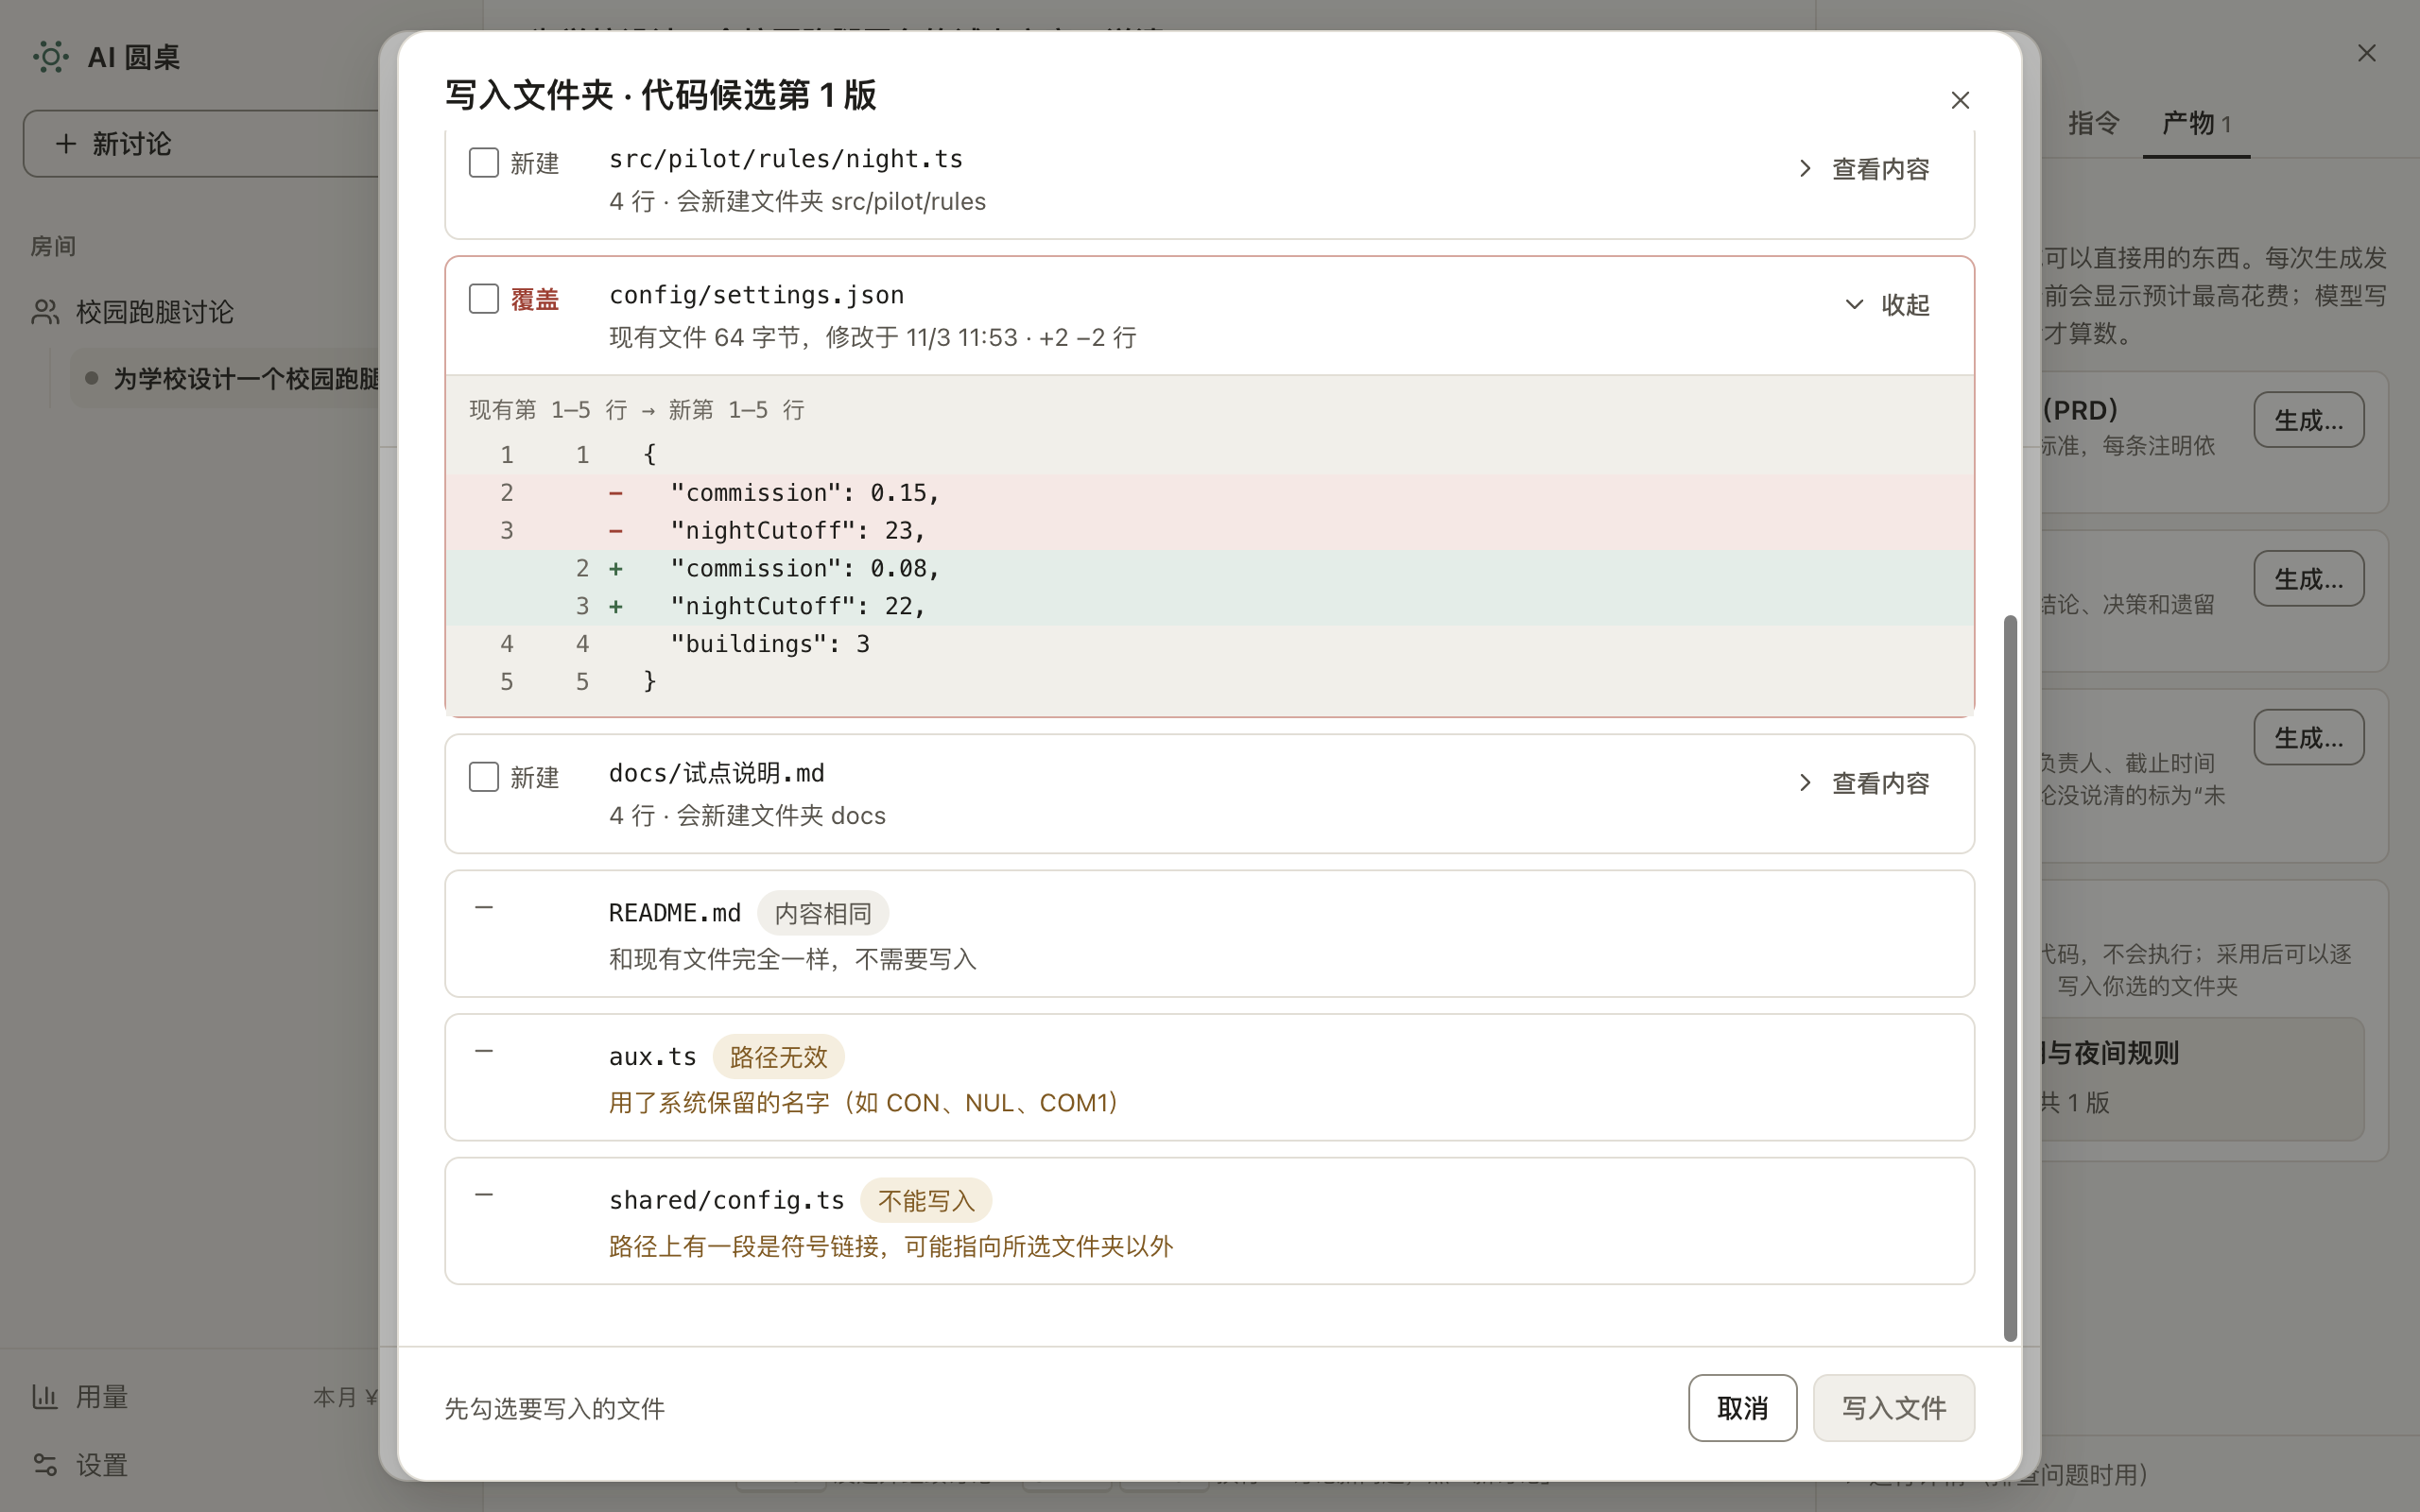 AI 圆桌
新讨论
房间
校园跑腿讨论
为学校设计一个校园跑腿
用量
本月 ¥
设置
写入文件夹 · 代码候选第 1 版
新建
src/pilot/rules/night.ts
查看内容
4 行 · 会新建文件夹 src/pilot/rules
覆盖
config/settings.json
收起
现有文件 64 字节，修改于 11/3 11:53 · +2 −2 行
现有第 1–5 行 → 新第 1–5 行
1 1 {
2 − "commission": 0.15,
3 − "nightCutoff": 23,
2 + "commission": 0.08,
3 + "nightCutoff": 22,
4 4 "buildings": 3
5 5 }
新建
docs/试点说明.md
查看内容
4 行 · 会新建文件夹 docs
— README.md 内容相同
和现有文件完全一样，不需要写入
— aux.ts 路径无效
用了系统保留的名字（如 CON、NUL、COM1）
— shared/config.ts 不能写入
路径上有一段是符号链接，可能指向所选文件夹以外
先勾选要写入的文件
取消
写入文件
指令
产物 1
可以直接用的东西。每次生成发
前会显示预计最高花费；模型写
才算数。
(PRD)
生成...
标准，每条注明依
生成...
结论、决策和遗留
生成...
负责人、截止时间
没说清的标为“未
代码，不会执行；采用后可以逐
写入你选的文件夹
与夜间规则
共 1 版
问题时用）